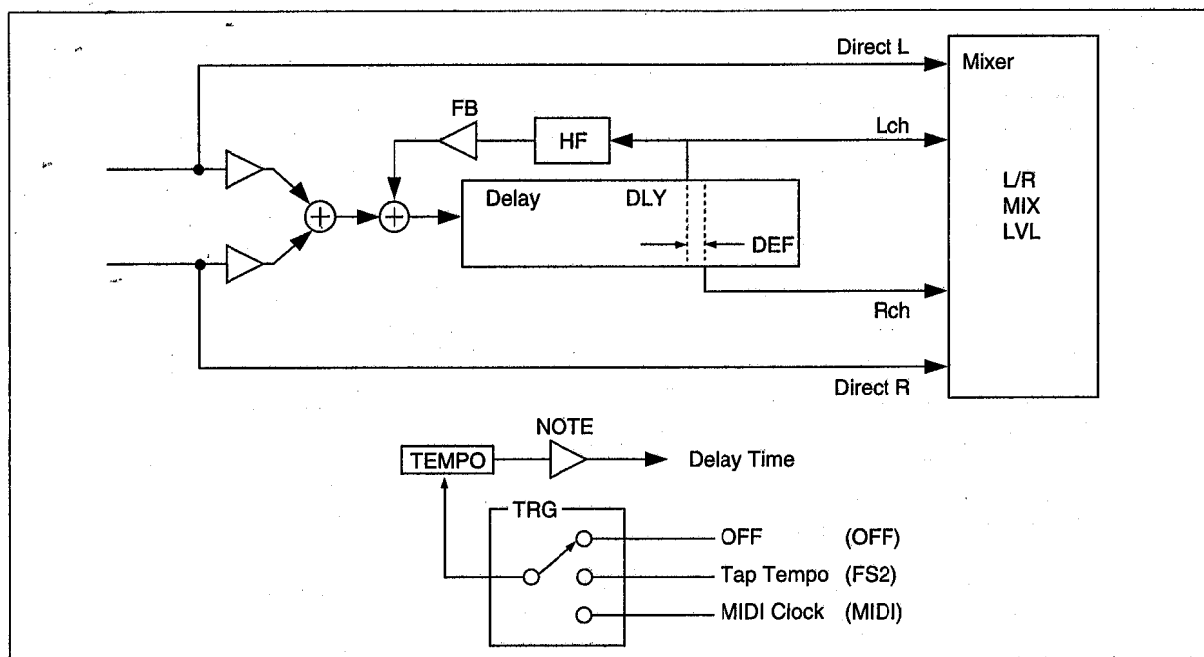 Direct L
Mixer
FB
Lch
HF
Delay DLY
L/R
MIX
LVL
DEF
Rch
Direct R
NOTE
TEMPO
Delay Time
TRG
OFF (OFF)
Tap Tempo (FS2)
MIDI Clock (MIDI)